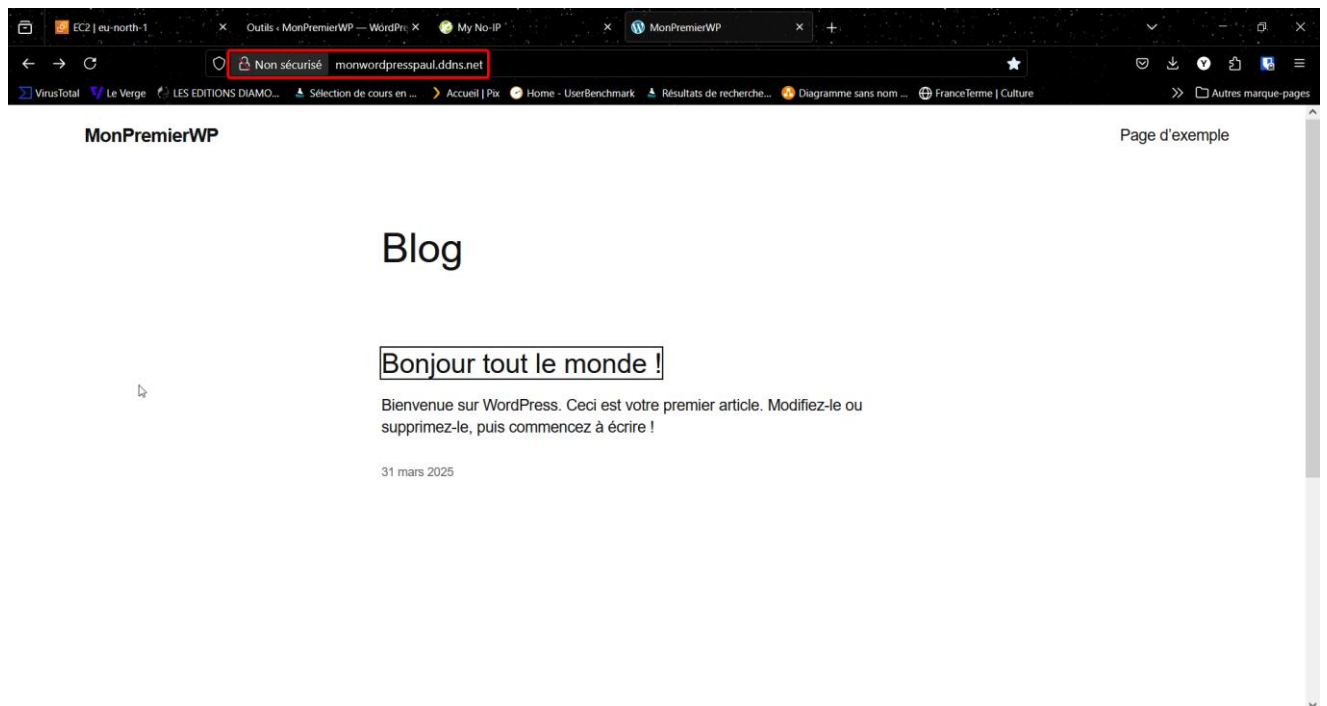 EC2 | eu-north-1
Outils ‹ MonPremierWP — WordPre
My No-IP
MonPremierWP
Non sécurisé monwordpresspaul.ddns.net
VirusTotal
Le Verge
LES EDITIONS DIAMO...
Sélection de cours en ...
Accueil | Pix
Home - UserBenchmark
Résultats de recherche...
Diagramme sans nom ...
FranceTerme | Culture
Autres marque-pages
MonPremierWP
Page d’exemple
Blog
Bonjour tout le monde !
Bienvenue sur WordPress. Ceci est votre premier article. Modifiez-le ou
supprimez-le, puis commencez à écrire !
31 mars 2025